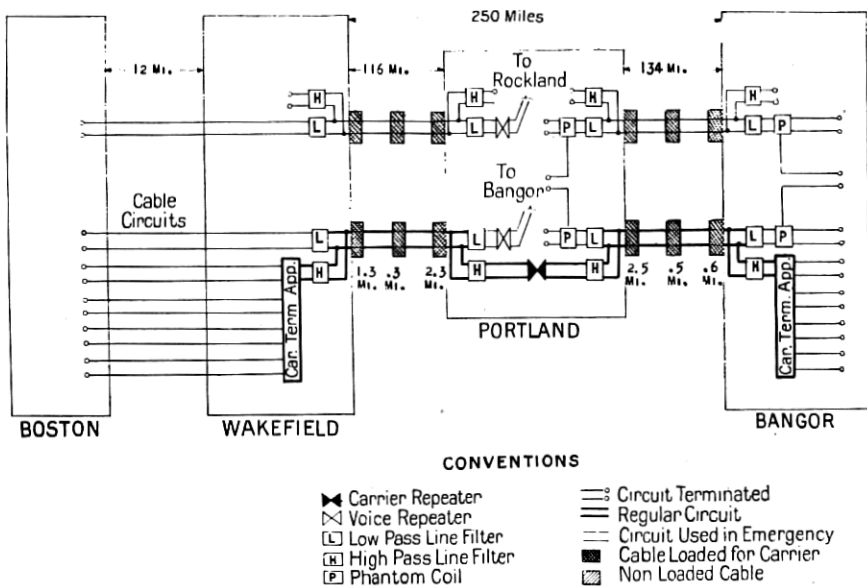 250 Miles
12 MI.
116 MI.
134 MI.
To
Rockland
H
H
H
H
L
L
P
L
L
P
To
Bangor
Cable
Circuits
L
L
P
L
L
P
H
H
H
H
1.3
MI.
.3
MI.
2.3
MI.
2.5
MI.
.5
MI.
.6
MI.
Car. Term. App.
Car. Term. App.
PORTLAND
BOSTON
WAKEFIELD
BANGOR
CONVENTIONS
Carrier Repeater
Voice Repeater
L Low Pass Line Filter
H High Pass Line Filter
P Phantom Coil
Circuit Terminated
Regular Circuit
Circuit Used in Emergency
Cable Loaded for Carrier
Non Loaded Cable